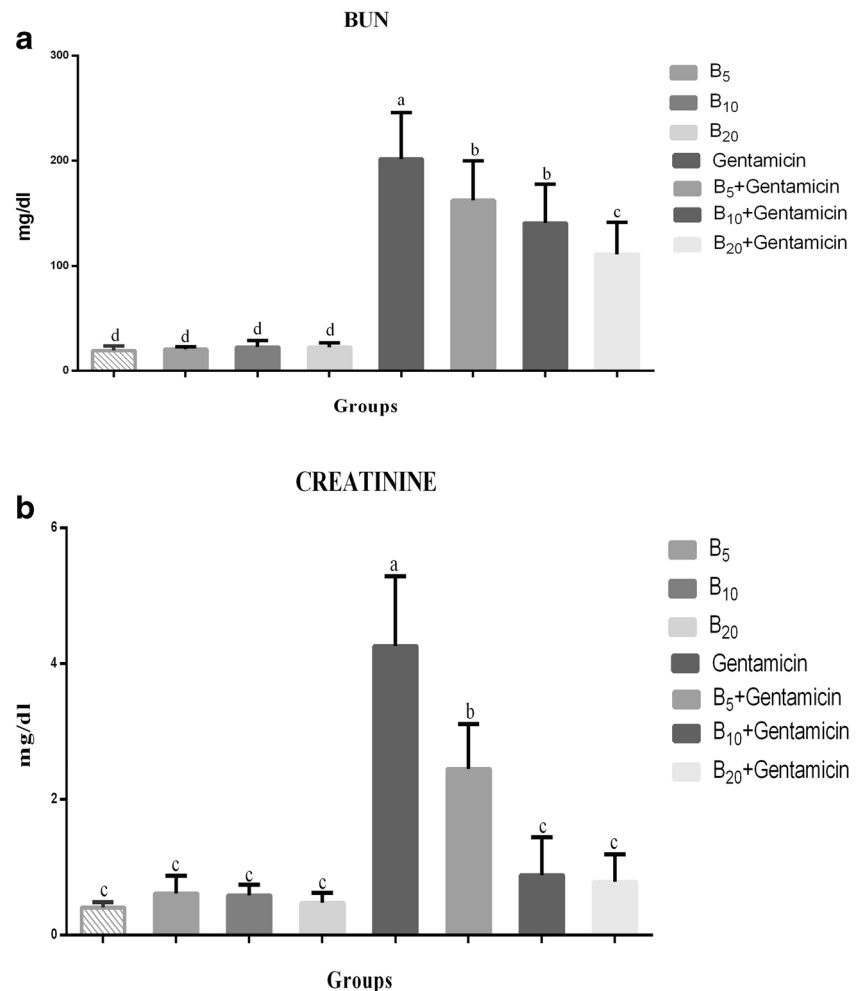 a
BUN
300
200
100
0
mg/dl
d
d
d
d
a
b
b
c
Groups
B5
B10
B20
Gentamicin
B5+Gentamicin
B10+Gentamicin
B20+Gentamicin
b
CREATININE
6
4
2
0
mg/dl
c
c
c
c
a
b
c
c
Groups
B5
B10
B20
Gentamicin
B5+Gentamicin
B10+Gentamicin
B20+Gentamicin